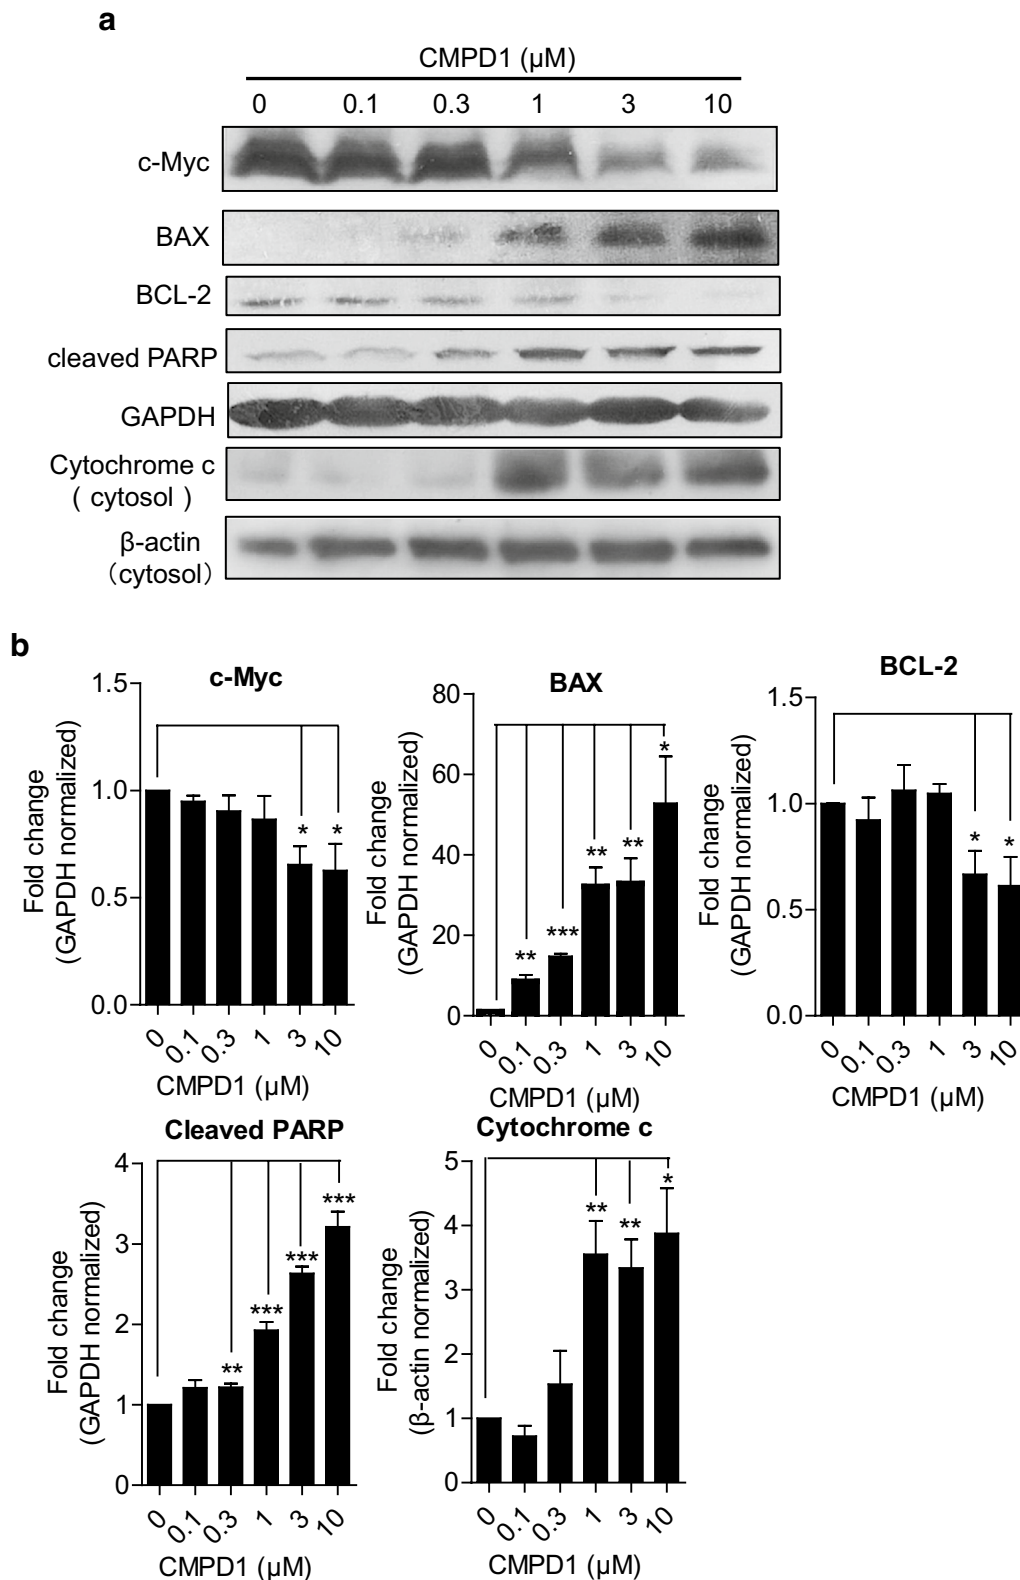 a
CMPD1 (μM)
0 0.1 0.3 1 3 10
c-Myc
BAX
BCL-2
cleaved PARP
GAPDH
Cytochrome c
( cytosol )
β-actin
(cytosol)
b
c-Myc
Fold change
(GAPDH normalized)
1.5
1.0
0.5
0.0
* *
0 0.1 0.3 1 3 10
CMPD1 (μM)
BAX
Fold change
(GAPDH normalized)
80
60
40
20
0
** *** ** ** *
0 0.1 0.3 1 3 10
CMPD1 (μM)
BCL-2
Fold change
(GAPDH normalized)
1.5
1.0
0.5
0.0
* *
0 0.1 0.3 1 3 10
CMPD1 (μM)
Cleaved PARP
Fold change
(GAPDH normalized)
4
3
2
1
0
** *** *** ***
0 0.1 0.3 1 3 10
CMPD1 (μM)
Cytochrome c
Fold change
(β-actin normalized)
5
4
3
2
1
0
** ** *
0 0.1 0.3 1 3 10
CMPD1 (μM)